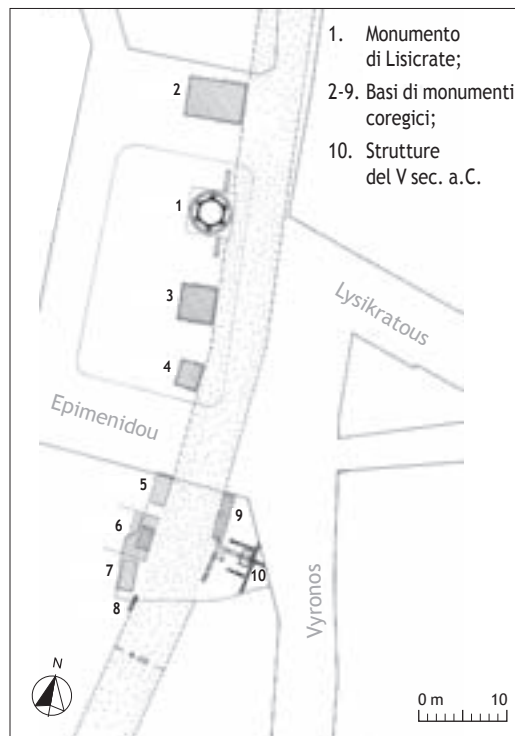 1. Monumento
di Lisicrate;
2-9. Basi di monumenti
coregici;
10. Strutture
del V sec. a.C.
2
1
3
Lysikratous
4
Epimenidou
5
9
6
10
7
8
Vyronos
N
0 m 10